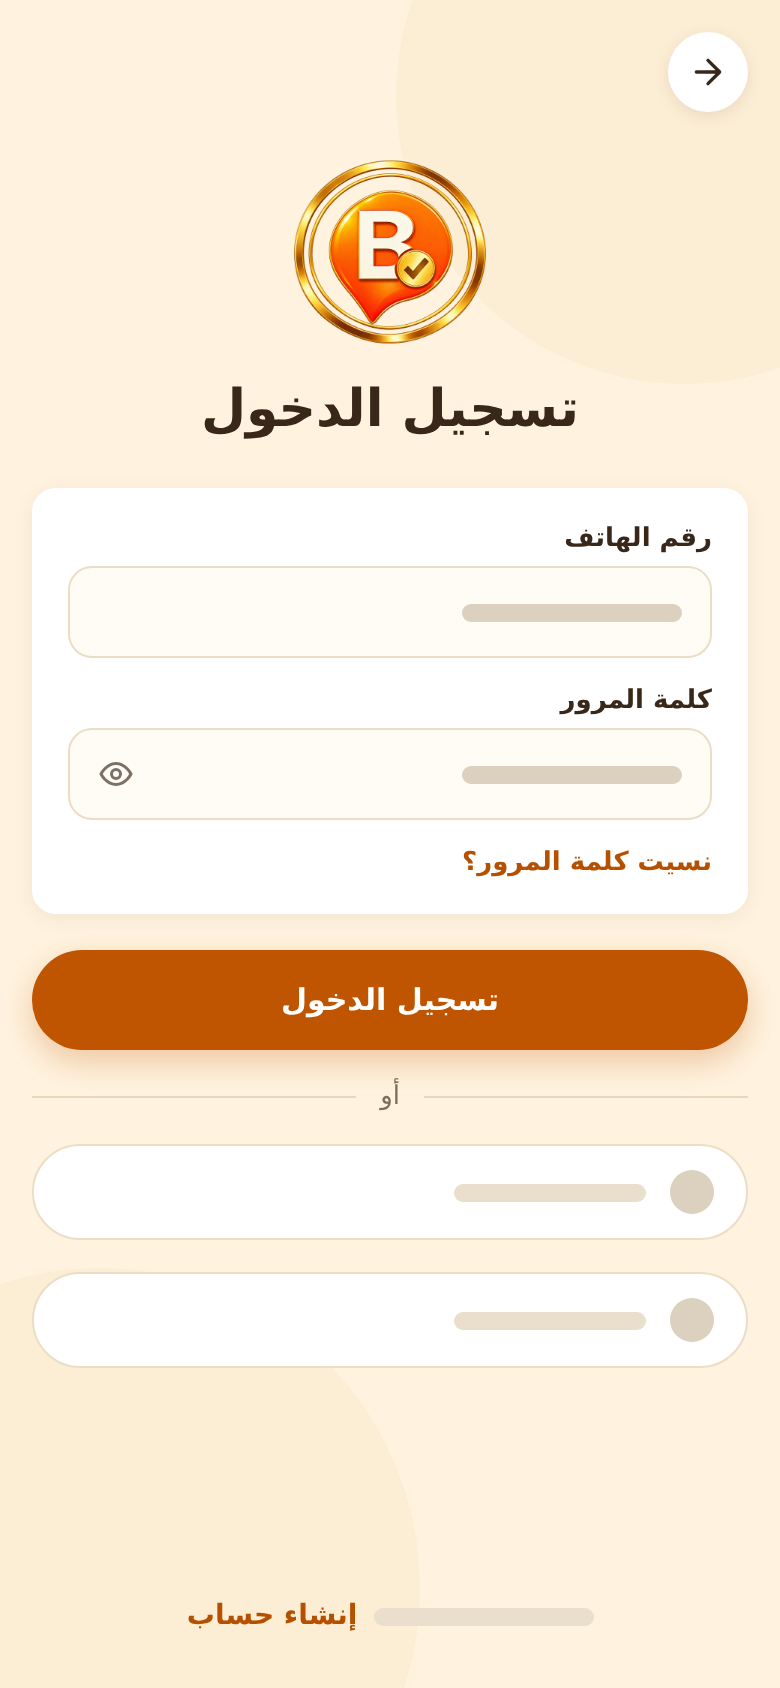 B
تسجيل الدخول
رقم الهاتف
كلمة المرور
نسيت كلمة المرور؟
تسجيل الدخول
أو
إنشاء حساب